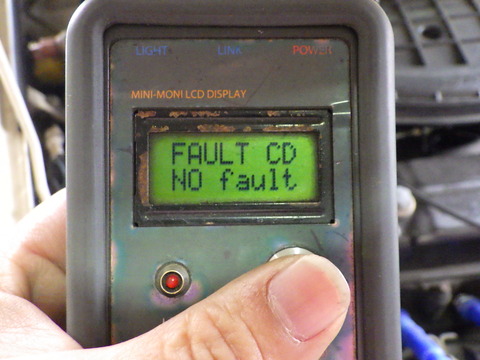 LIGHT LINK POWER
MINI-MONI LCD DISPLAY
FAULT CD
NO fault